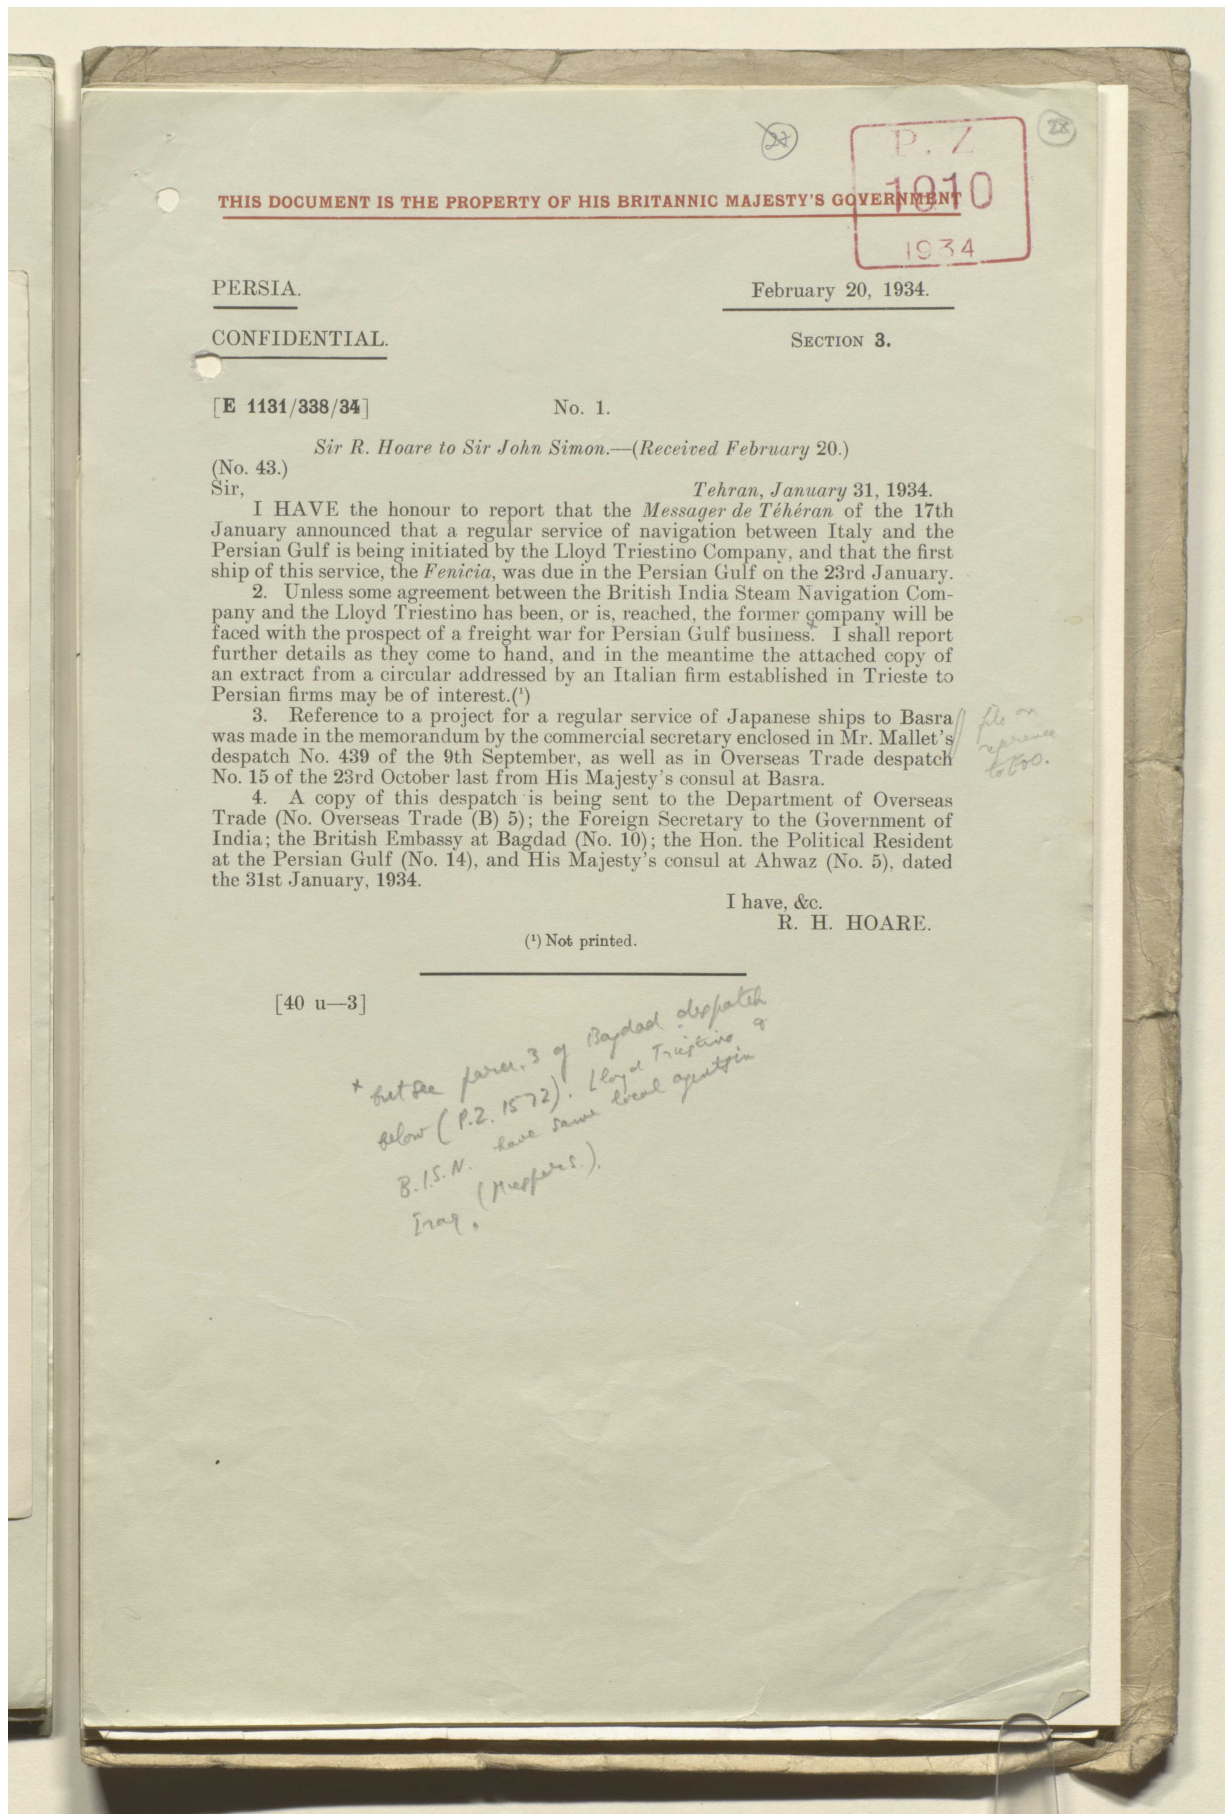 27
28
P. Z
1010
1934
THIS DOCUMENT IS THE PROPERTY OF HIS BRITANNIC MAJESTY'S GOVERNMENT
PERSIA. February 20, 1934.
CONFIDENTIAL. SECTION 3.
[E 1131/338/34] No. 1.
Sir R. Hoare to Sir John Simon.—(Received February 20.)
(No. 43.)
Sir, Tehran, January 31, 1934.
I HAVE the honour to report that the Messager de Téhéran of the 17th
January announced that a regular service of navigation between Italy and the
Persian Gulf is being initiated by the Lloyd Triestino Company, and that the first
ship of this service, the Fenicia, was due in the Persian Gulf on the 23rd January.
2. Unless some agreement between the British India Steam Navigation Com-
pany and the Lloyd Triestino has been, or is, reached, the former company will be
faced with the prospect of a freight war for Persian Gulf business. I shall report
further details as they come to hand, and in the meantime the attached copy of
an extract from a circular addressed by an Italian firm established in Trieste to
Persian firms may be of interest.(¹)
3. Reference to a project for a regular service of Japanese ships to Basra
was made in the memorandum by the commercial secretary enclosed in Mr. Mallet's
despatch No. 439 of the 9th September, as well as in Overseas Trade despatch
No. 15 of the 23rd October last from His Majesty's consul at Basra.
file on
reference
to
4. A copy of this despatch is being sent to the Department of Overseas
Trade (No. Overseas Trade (B) 5); the Foreign Secretary to the Government of
India; the British Embassy at Bagdad (No. 10); the Hon. the Political Resident
at the Persian Gulf (No. 14), and His Majesty's consul at Ahwaz (No. 5), dated
the 31st January, 1934.
I have, &c.
R. H. HOARE.
(¹) Not printed.
[40 u—3]
x but see para. 3 of Bagdad despatch
below (P.Z. 1572). Lloyd Triestino &
B.I.S.N. have same local agents in
Iraq. (Mespers.).